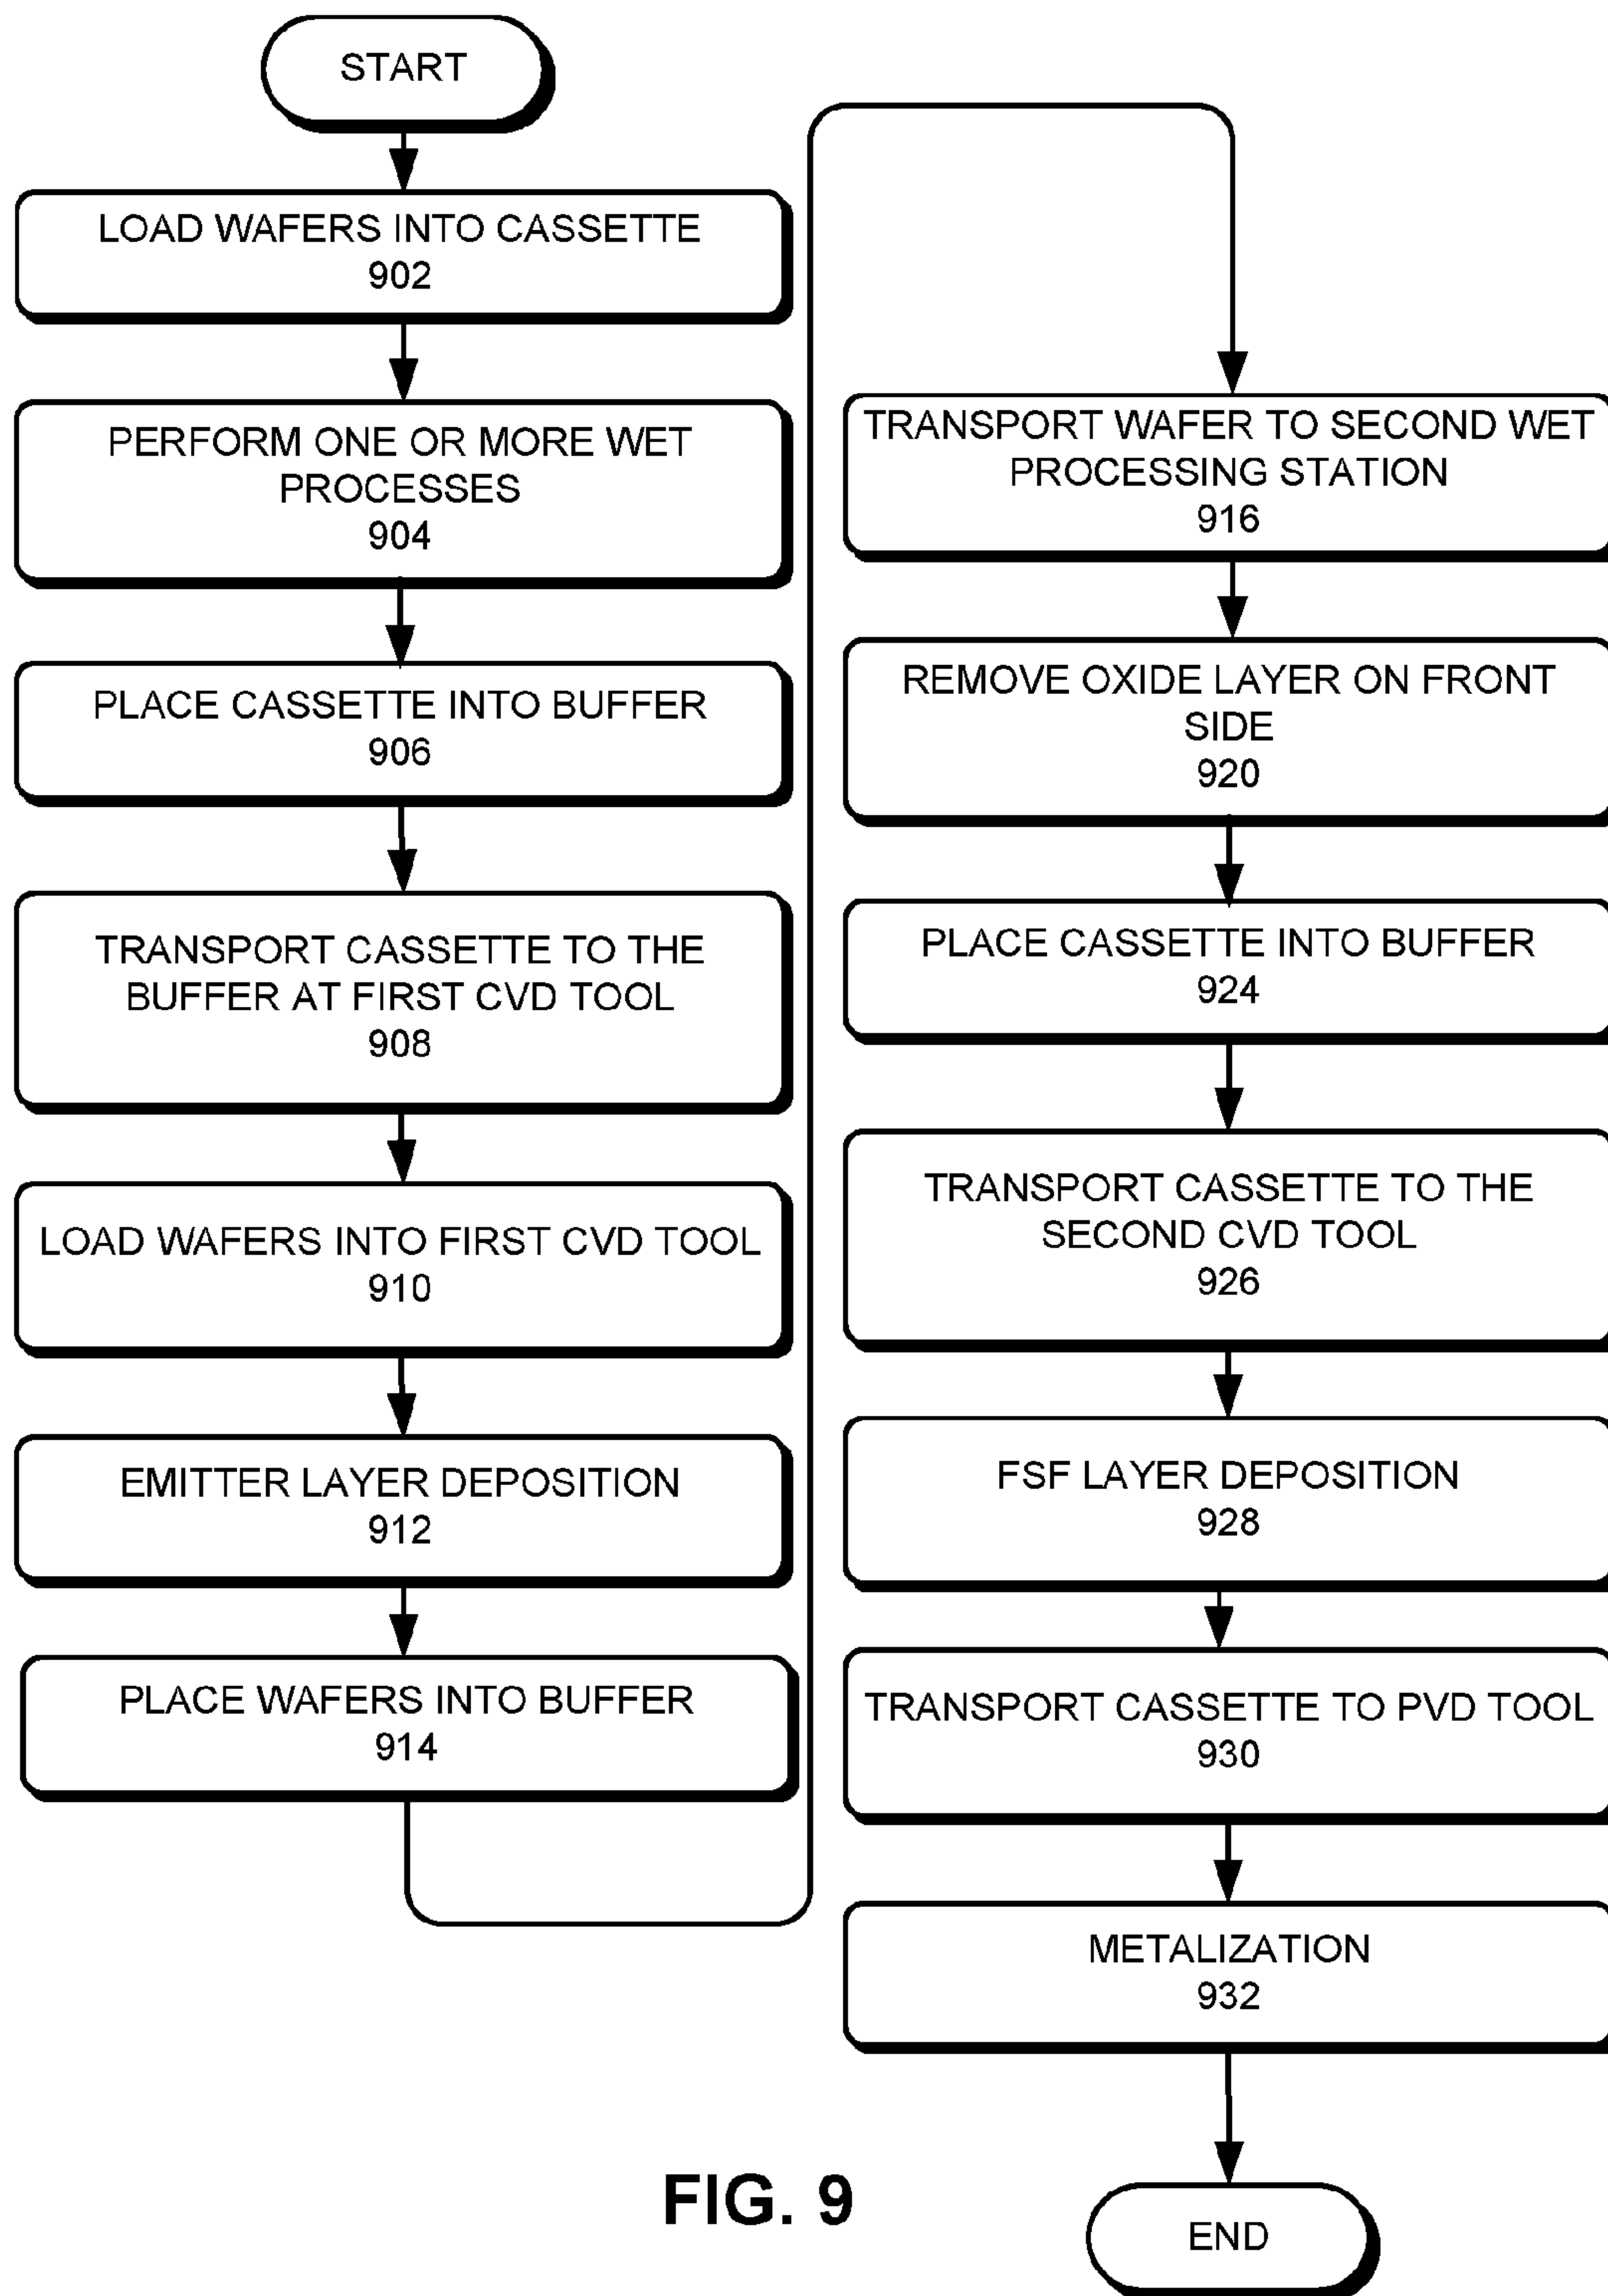 START
LOAD WAFERS INTO CASSETTE
902
PERFORM ONE OR MORE WET
PROCESSES
904
PLACE CASSETTE INTO BUFFER
906
TRANSPORT CASSETTE TO THE
BUFFER AT FIRST CVD TOOL
908
LOAD WAFERS INTO FIRST CVD TOOL
910
EMITTER LAYER DEPOSITION
912
PLACE WAFERS INTO BUFFER
914
TRANSPORT WAFER TO SECOND WET
PROCESSING STATION
916
REMOVE OXIDE LAYER ON FRONT
SIDE
920
PLACE CASSETTE INTO BUFFER
924
TRANSPORT CASSETTE TO THE
SECOND CVD TOOL
926
FSF LAYER DEPOSITION
928
TRANSPORT CASSETTE TO PVD TOOL
930
METALIZATION
932
END
FIG. 9